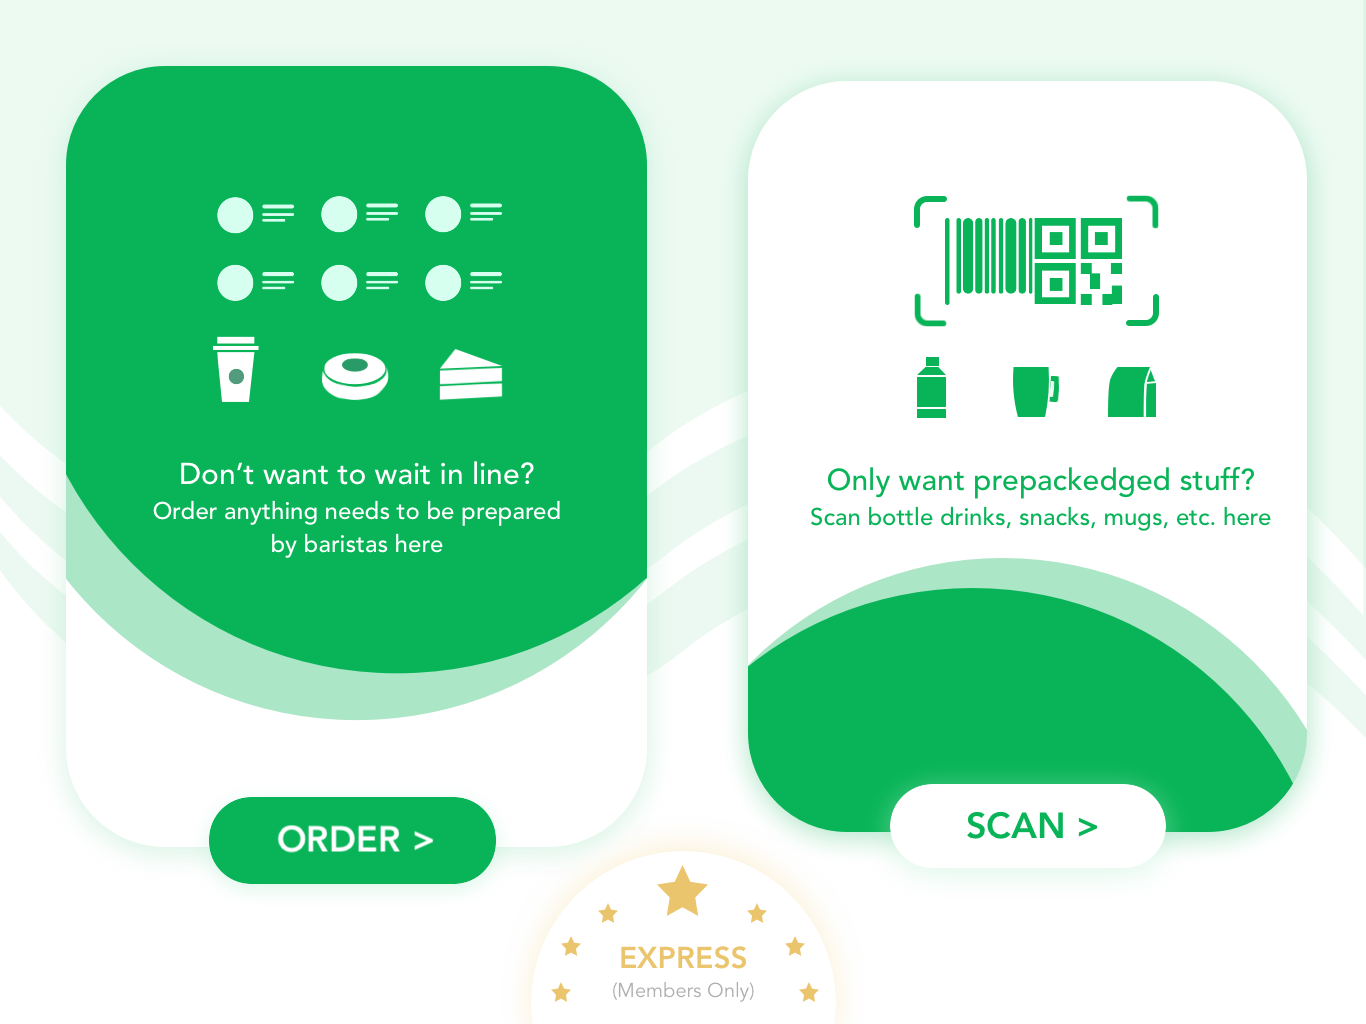 Don’t want to wait in line?
Order anything needs to be prepared
by baristas here
ORDER >
Only want prepackedged stuff?
Scan bottle drinks, snacks, mugs, etc. here
SCAN >
EXPRESS
(Members Only)